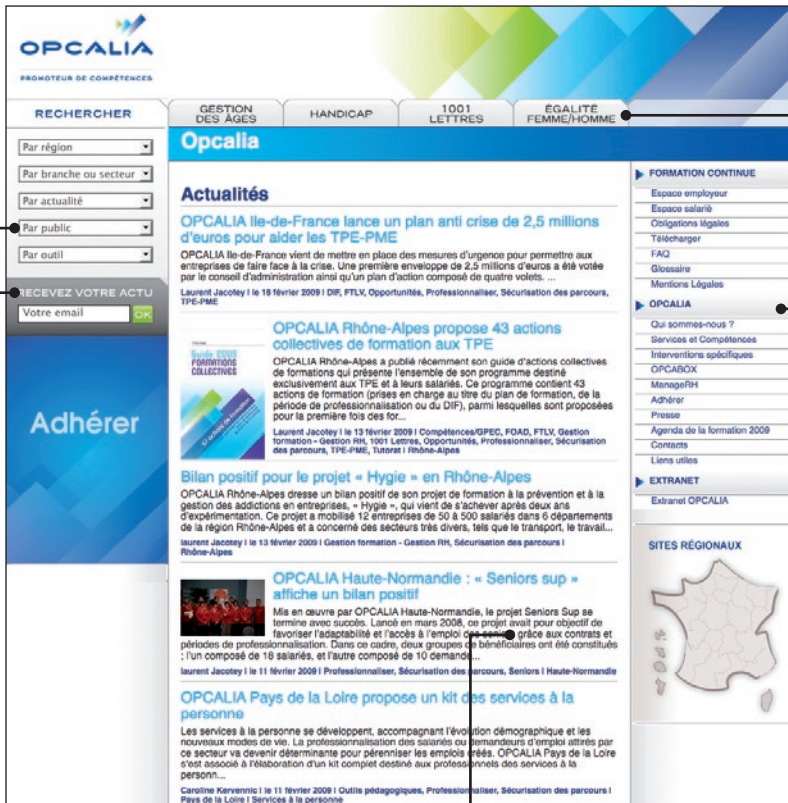 OPCALIA
PROMOTEUR DE COMPÉTENCES
RECHERCHER
GESTION
DES ÂGES
HANDICAP
1001
LETTRES
ÉGALITÉ
FEMME/HOMME
Par région
Par branche ou secteur
Par actualité
Par public
Par outil
RECEVEZ VOTRE ACTU
Votre email
OK
Adhérer
Opcalia
Actualités
OPCALIA Ile-de-France lance un plan anti crise de 2,5 millions
d'euros pour aider les TPE-PME
OPCALIA Ile-de-France vient de mettre en place des mesures d'urgence pour permettre aux
entreprises de faire face à la crise. Une première enveloppe de 2,5 millions d'euros a été votée
par le conseil d'administration ainsi qu'un plan d'action composé de quatre volets. ...
Laurent Jacotey l le 18 février 2009 l DIF, FTLV, Opportunités, Professionnaliser, Sécurisation des parcours,
TPE-PME
Guide 2009
FORMATIONS
COLLECTIVES
OPCALIA Rhône-Alpes propose 43 actions
collectives de formation aux TPE
OPCALIA Rhône-Alpes a publié récemment son guide d'actions collectives
de formations qui présente l'ensemble de son programme destiné
exclusivement aux TPE et à leurs salariés. Ce programme contient 43
actions de formation (prises en charge au titre du plan de formation, de la
période de professionnalisation ou du DIF), parmi lesquelles sont proposées
pour la première fois des for...
Laurent Jacotey l le 13 février 2009 l Compétences/GPEC, FOAD, FTLV, Gestion
formation - Gestion RH, 1001 Lettres, Opportunités, Professionnaliser, Sécurisation
des parcours, TPE-PME, Tutorat l Rhône-Alpes
Bilan positif pour le projet « Hygie » en Rhône-Alpes
OPCALIA Rhône-Alpes dresse un bilan positif de son projet de formation à la prévention et à la
gestion des addictions en entreprises, « Hygie », qui vient de s'achever après deux ans
d'expérimentation. Ce projet a mobilisé 12 entreprises de 50 à 500 salariés dans 6 départements
de la région Rhône-Alpes et a concerné des secteurs très divers, tels que le transport, le travail...
laurent Jacotey l le 13 février 2009 l Gestion formation - Gestion RH, Sécurisation des parcours l
Rhône-Alpes
OPCALIA Haute-Normandie : « Seniors sup »
affiche un bilan positif
Mis en œuvre par OPCALIA Haute-Normandie, le projet Seniors Sup se
termine avec succès. Lancé en mars 2008, ce projet avait pour objectif de
favoriser l'adaptabilité et l'accès à l'emploi des seniors grâce aux contrats et
périodes de professionnalisation. Dans ce cadre, deux groupes de bénéficiaires ont été constitués
; l'un composé de 18 salariés, et l'autre composé de 10 demande...
laurent Jacotey l le 11 février 2009 l Professionnaliser, Sécurisation des parcours, Seniors l Haute-Normandie
OPCALIA Pays de la Loire propose un kit des services à la
personne
Les services à la personne se développent, accompagnant l'évolution démographique et les
nouveaux modes de vie. La professionnalisation des salariés ou demandeurs d'emploi attirés par
ce secteur va devenir déterminante pour pérenniser les emplois créés. OPCALIA Pays de la Loire
s'est associé à l'élaboration d'un kit complet destiné aux professionnels des services à la
personn...
Caroline Kervennic l le 11 février 2009 l Outils pédagogiques, Professionnaliser, Sécurisation des parcours l
Pays de la Loire l Services à la personne
FORMATION CONTINUE
Espace employeur
Espace salarié
Obligations légales
Télécharger
FAQ
Glossaire
Mentions Légales
OPCALIA
Qui sommes-nous ?
Services et Compétences
Interventions spécifiques
OPCABOX
ManageRH
Adhérer
Presse
Agenda de la formation 2009
Contacts
Liens utiles
EXTRANET
Extranet OPCALIA
SITES RÉGIONAUX